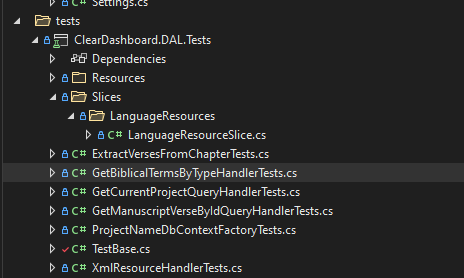 Settings.cs
tests
ClearDashboard.DAL.Tests
Dependencies
Resources
Slices
LanguageResources
C# LanguageResourceSlice.cs
C# ExtractVersesFromChapterTests.cs
C# GetBiblicalTermsByTypeHandlerTests.cs
C# GetCurrentProjectQueryHandlerTests.cs
C# GetManuscriptVerseByIdQueryHandlerTests.cs
C# ProjectNameDbContextFactoryTests.cs
C# TestBase.cs
C# XmlResourceHandlerTests.cs